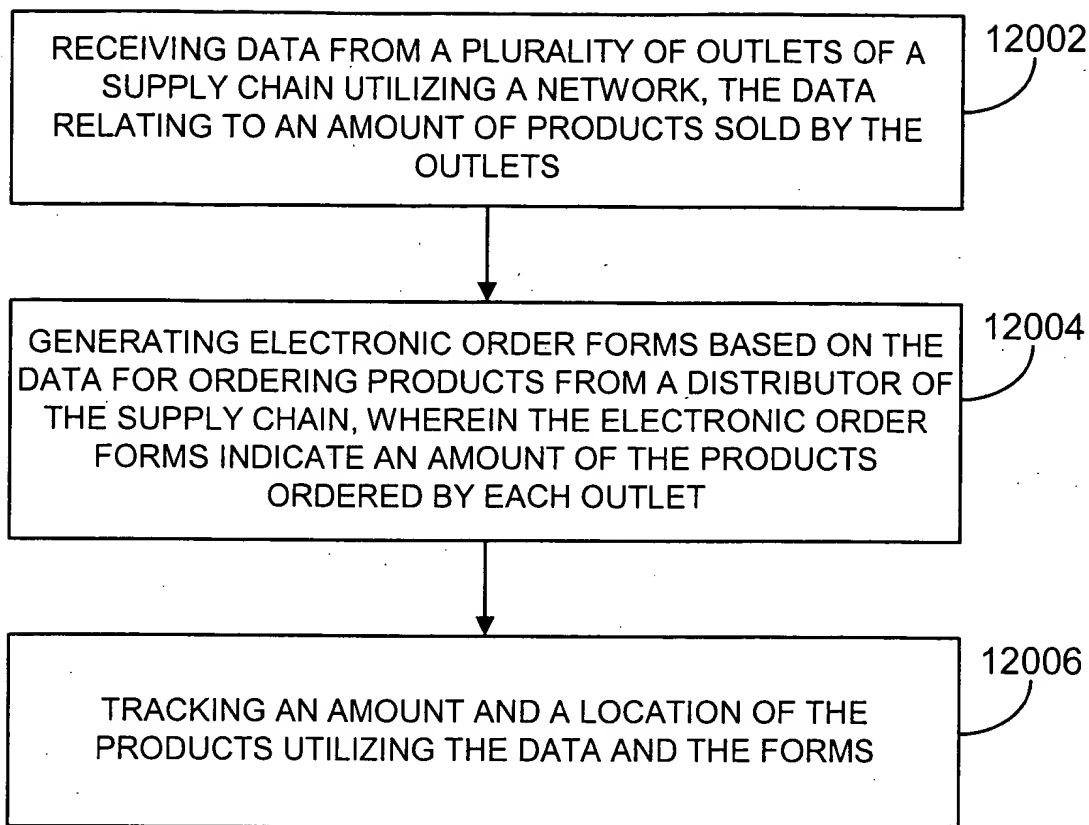 RECEIVING DATA FROM A PLURALITY OF OUTLETS OF A
SUPPLY CHAIN UTILIZING A NETWORK, THE DATA
RELATING TO AN AMOUNT OF PRODUCTS SOLD BY THE
OUTLETS
12002
GENERATING ELECTRONIC ORDER FORMS BASED ON THE
DATA FOR ORDERING PRODUCTS FROM A DISTRIBUTOR OF
THE SUPPLY CHAIN, WHEREIN THE ELECTRONIC ORDER
FORMS INDICATE AN AMOUNT OF THE PRODUCTS
ORDERED BY EACH OUTLET
12004
TRACKING AN AMOUNT AND A LOCATION OF THE
PRODUCTS UTILIZING THE DATA AND THE FORMS
12006